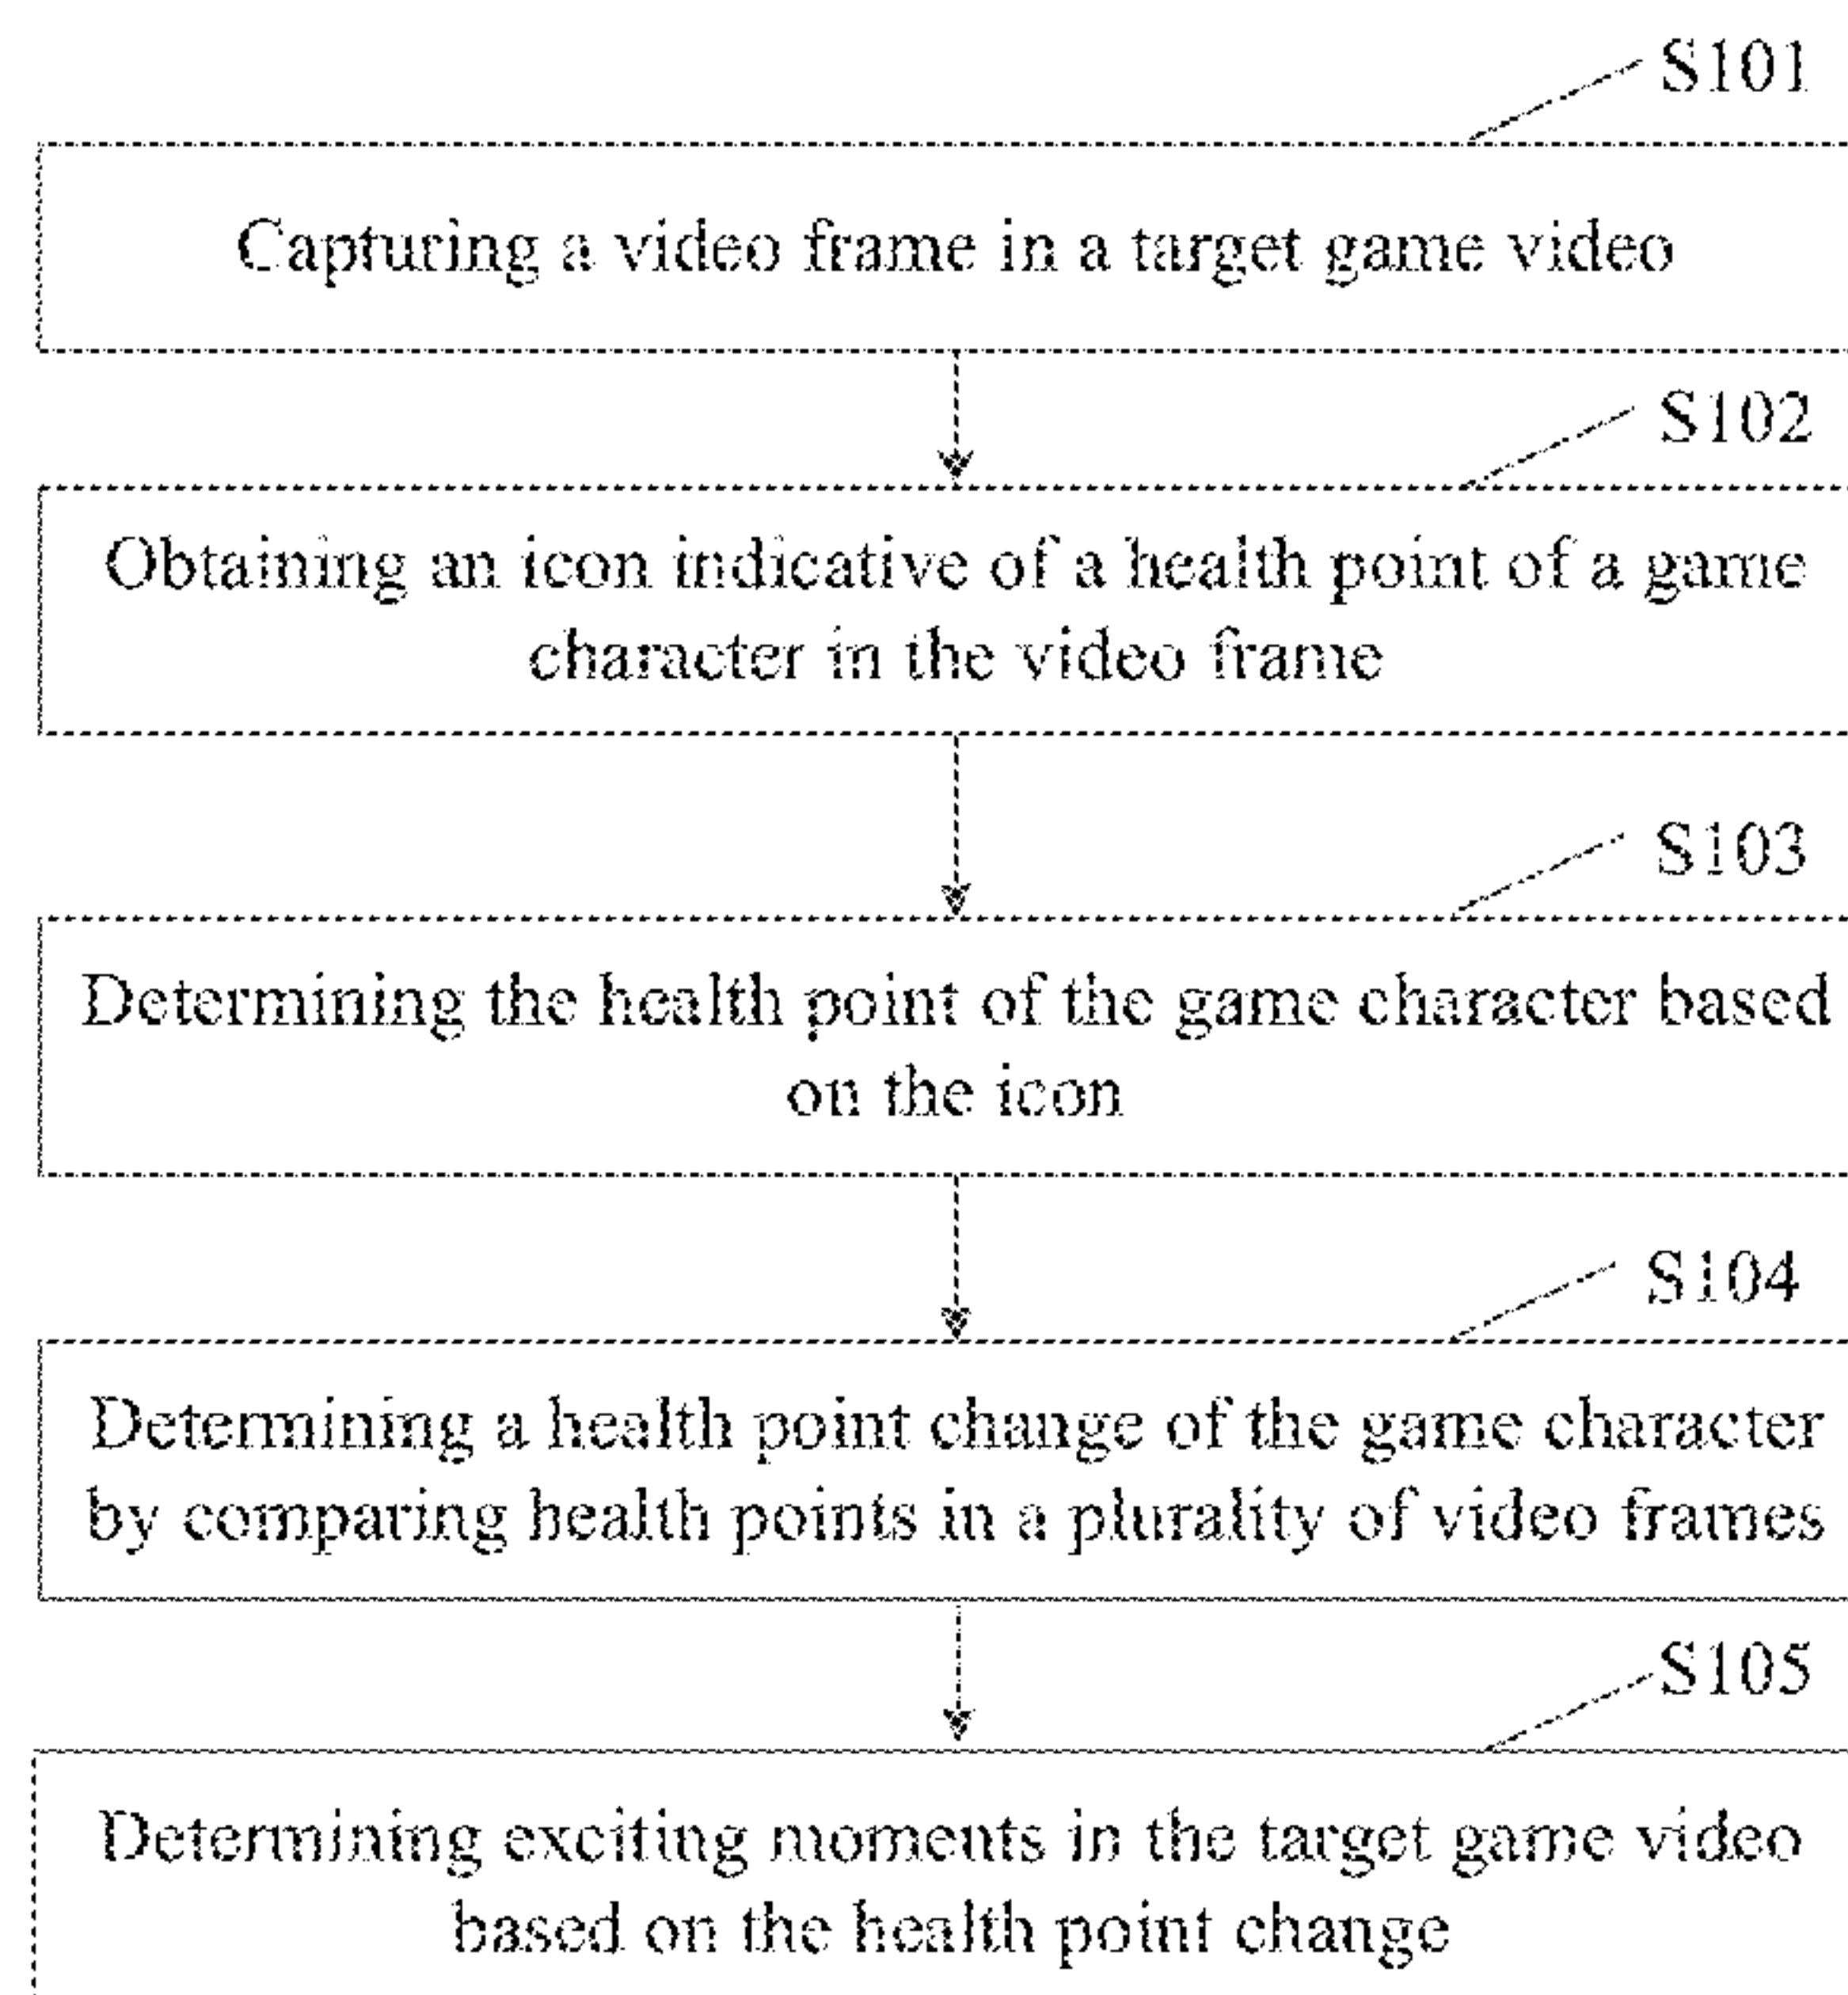 S101
Capturing a video frame in a target game video
S102
Obtaining an icon indicative of a health point of a game
character in the video frame
S103
Determining the health point of the game character based
on the icon
S104
Determining a health point change of the game character
by comparing health points in a plurality of video frames
S105
Determining exciting moments in the target game video
based on the health point change